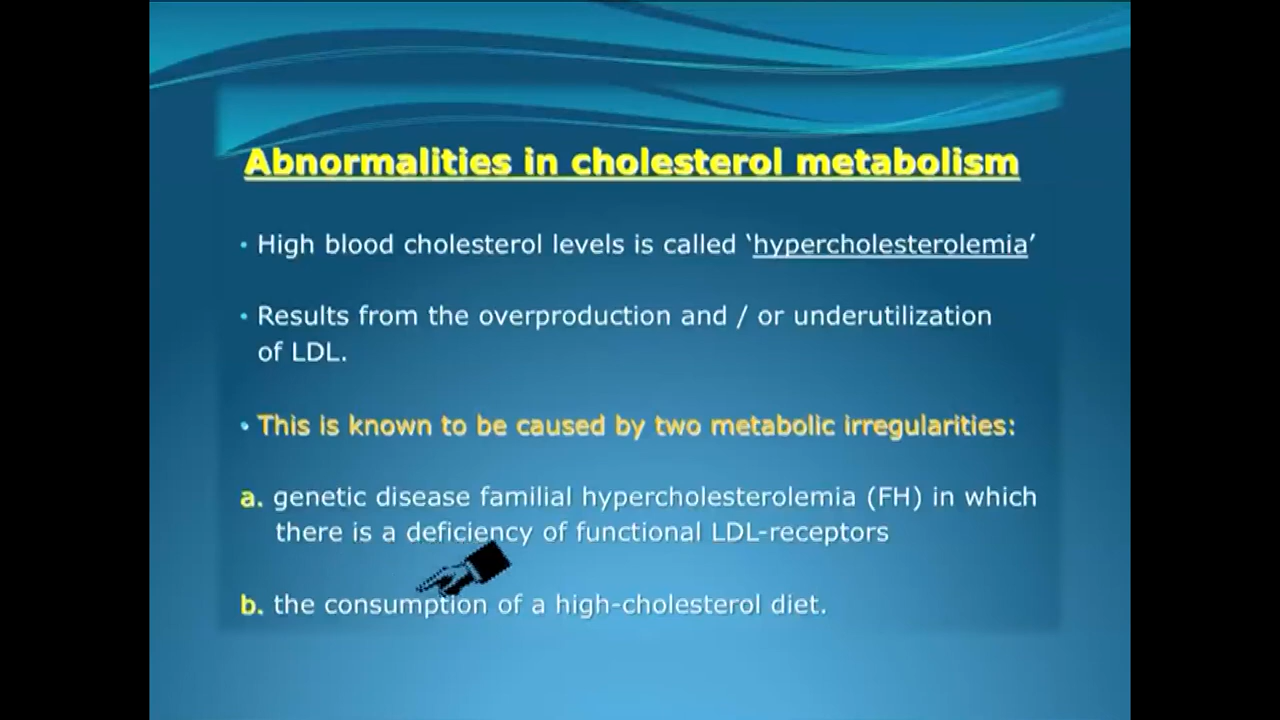 Abnormalities in cholesterol metabolism
• High blood cholesterol levels is called ‘hypercholesterolemia’
• Results from the overproduction and / or underutilization
of LDL.
• This is known to be caused by two metabolic irregularities:
a. genetic disease familial hypercholesterolemia (FH) in which
there is a deficiency of functional LDL-receptors
b. the consumption of a high-cholesterol diet.